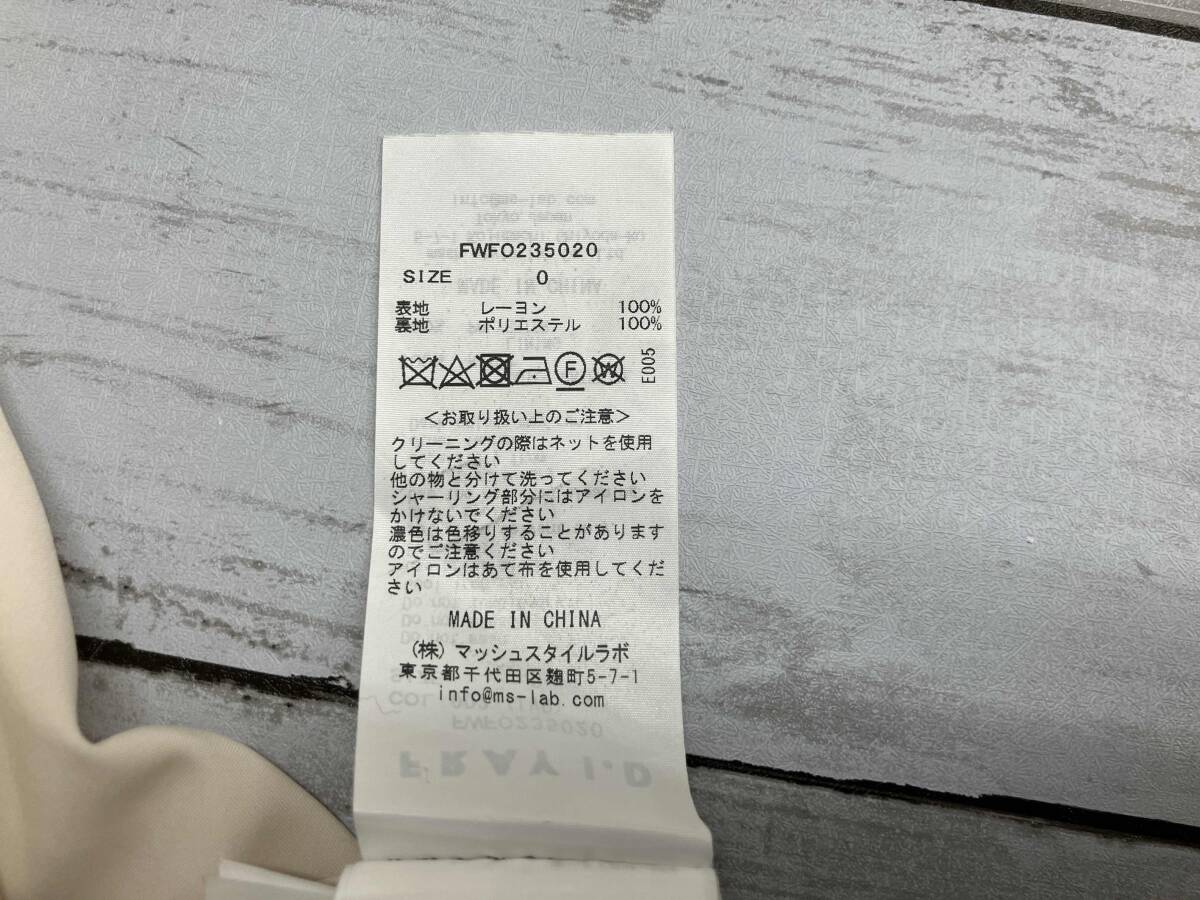 FWFO235020
SIZE 0
表地 レーヨン 100%
裏地 ポリエステル 100%
F W E005
<お取り扱い上のご注意>
クリーニングの際はネットを使用
してください
他の物と分けて洗ってください
シャーリング部分にはアイロンを
かけないでください
濃色は色移りすることがあります
のでご注意ください
アイロンはあて布を使用してくだ
さい
MADE IN CHINA
(株)マッシュスタイルラボ
東京都千代田区麹町5-7-1
info@ms-lab.com
FWFO235020
FRAY I.D